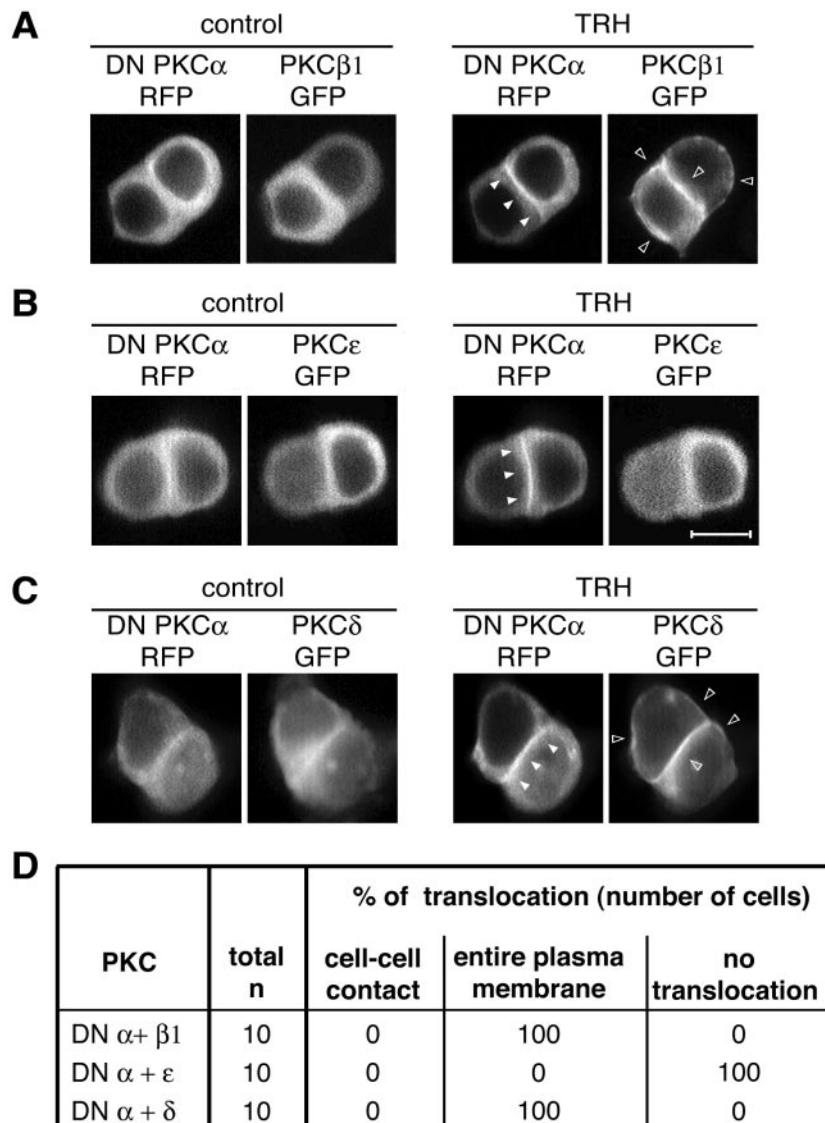 A
control TRH
DN PKCα PKCβ1 DN PKCα PKCβ1
RFP GFP RFP GFP
B
control TRH
DN PKCα PKCε DN PKCα PKCε
RFP GFP RFP GFP
C
control TRH
DN PKCα PKCδ DN PKCα PKCδ
RFP GFP RFP GFP
D
% of translocation (number of cells)
PKC total n cell-cell contact entire plasma membrane no translocation
DN α+ β1 10 0 100 0
DN α + ε 10 0 0 100
DN α + δ 10 0 100 0